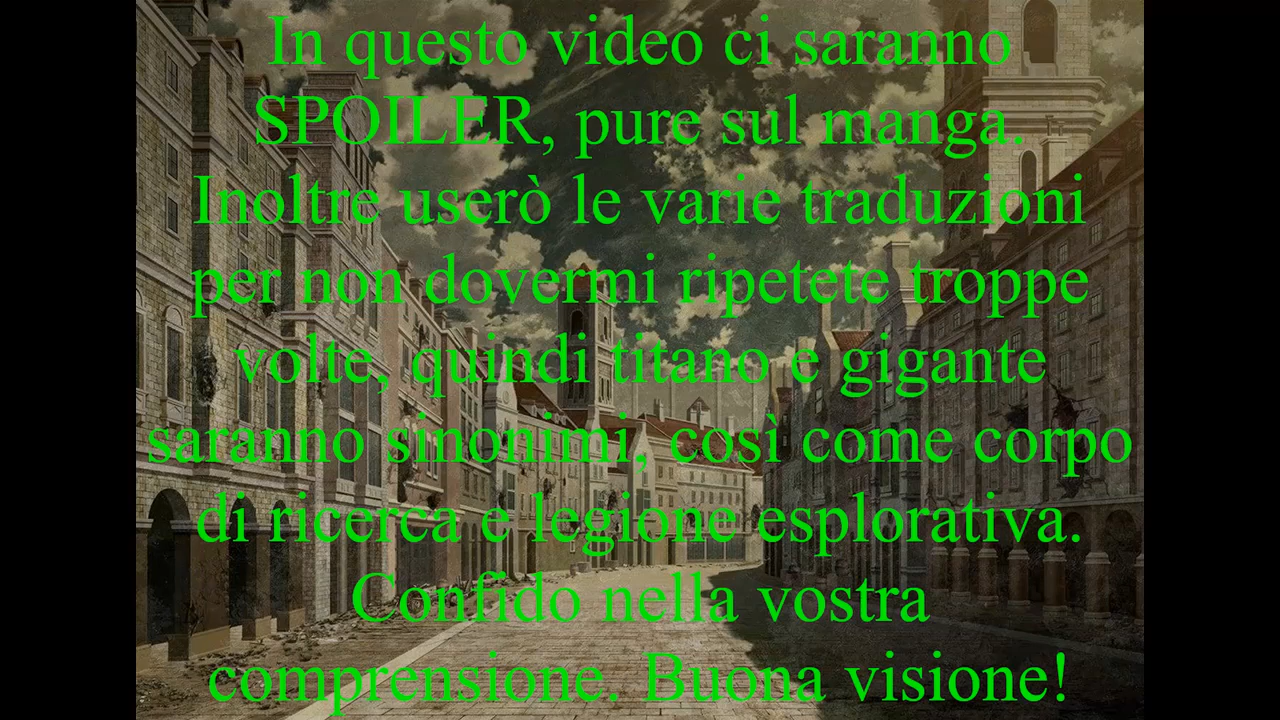 In questo video ci saranno
SPOILER, pure sul manga.
Inoltre userò le varie traduzioni
per non dovermi ripetete troppe
volte, quindi titano e gigante
saranno sinonimi, così come corpo
di ricerca e legione esplorativa.
Confido nella vostra
comprensione. Buona visione!